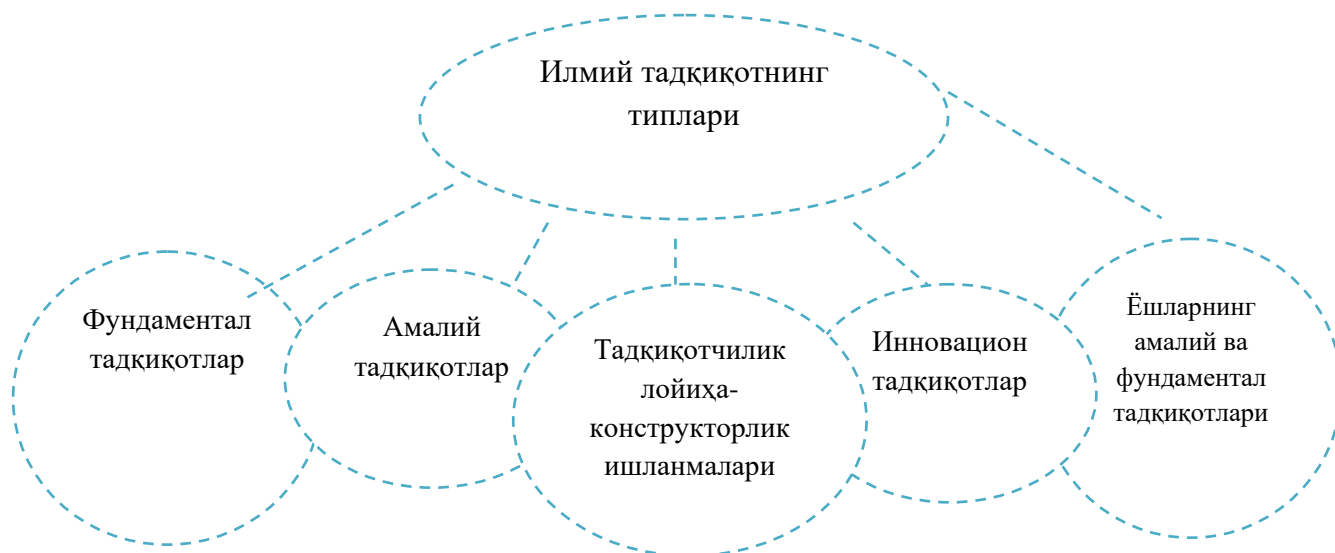 Илмий тадқиқотнинг
типлари
Фундаментал
тадқиқотлар
Амалий
тадқиқотлар
Тадқиқотчилик
лойиҳа-
конструкторлик
ишланмалари
Инновацион
тадқиқотлар
Ёшларнинг
амалий ва
фундаментал
тадқиқотлари